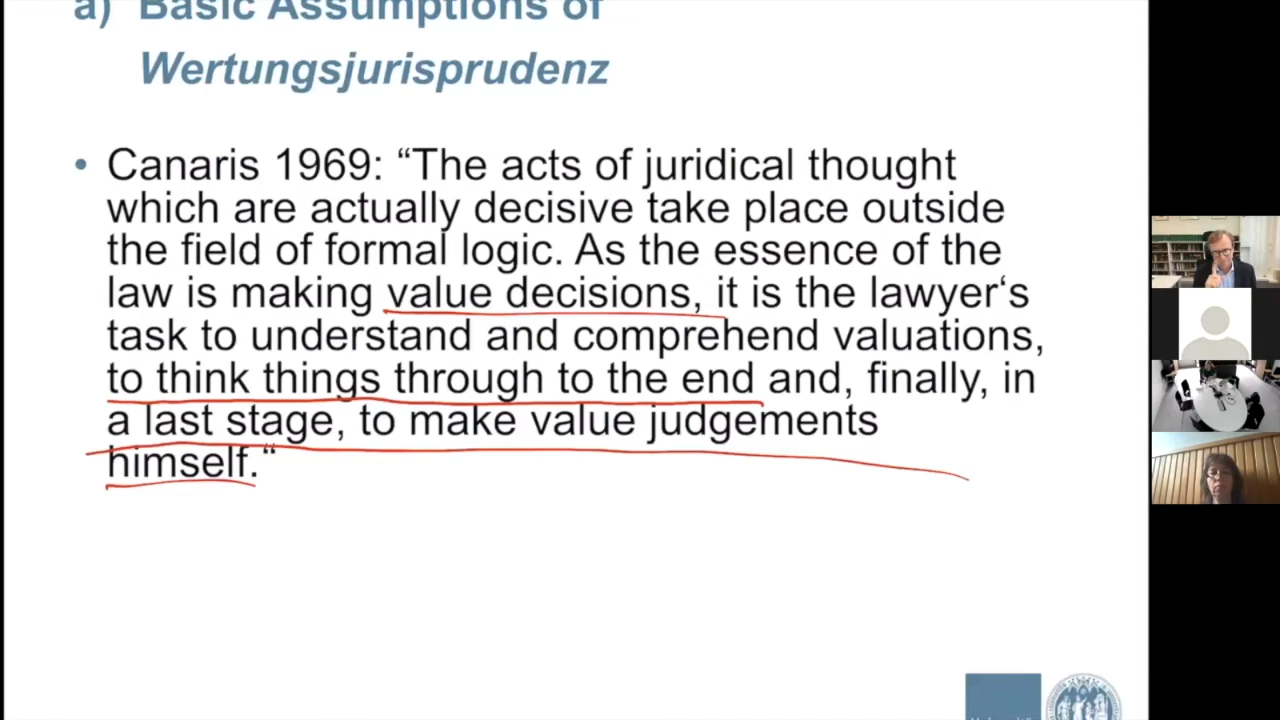 a) Basic Assumptions of
Wertungsjurisprudenz
• Canaris 1969: “The acts of juridical thought
which are actually decisive take place outside
the field of formal logic. As the essence of the
law is making value decisions, it is the lawyer‘s
task to understand and comprehend valuations,
to think things through to the end and, finally, in
a last stage, to make value judgements
himself.“